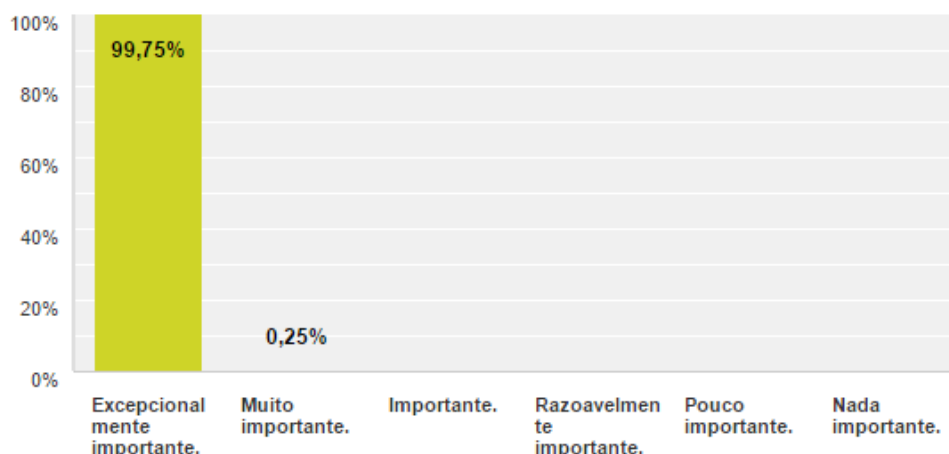 100%
99,75%
80%
60%
40%
20%
0,25%
0%
Excepcional
mente
importante.
Muito
importante.
Importante.
Razoavelmen
te
importante.
Pouco
importante.
Nada
importante.